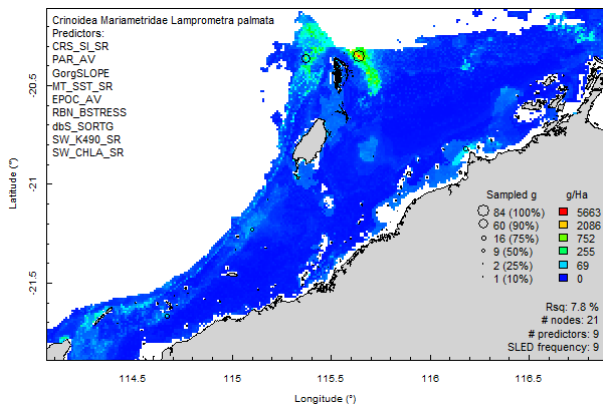 Crinoidea Mariametridae Lamprometra palmata
Predictors:
CRS_SI_SR
PAR_AV
GorgSLOPE
MT_SST_SR
EPOC_AV
RBN_BSTRESS
dbS_SORTG
SW_K490_SR
SW_CHLA_SR
-20.5
-21
-21.5
Latitude (°)
Sampled g g/Ha
84 (100%) 5663
60 (90%) 2086
16 (75%) 752
9 (50%) 255
2 (25%) 69
1 (10%) 0
Rsq: 7.8 %
# nodes: 21
# predictors: 9
SLED frequency: 9
114.5 115 115.5 116 116.5
Longitude (°)